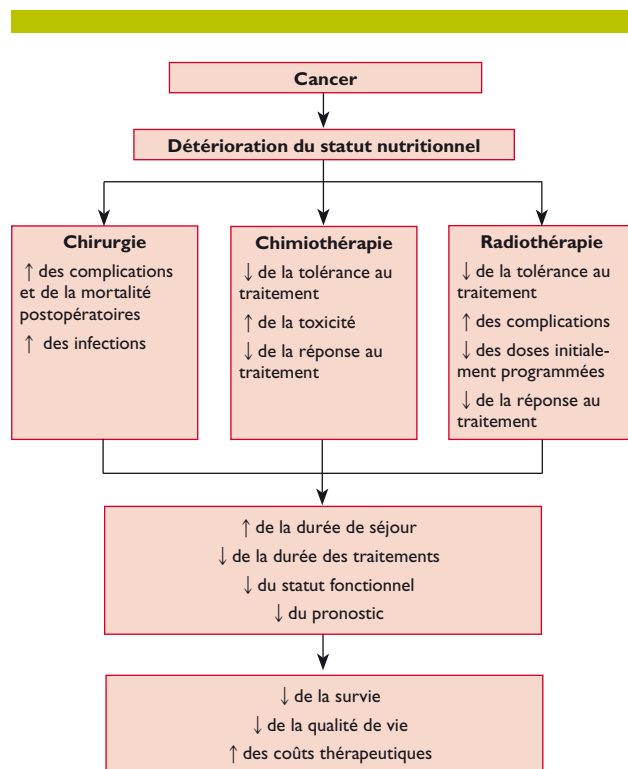 Cancer
Détérioration du statut nutritionnel
Chirurgie
↑ des complications
et de la mortalité
postopératoires
↑ des infections
Chimiothérapie
↓ de la tolérance au
traitement
↑ de la toxicité
↓ de la réponse au
traitement
Radiothérapie
↓ de la tolérance au
traitement
↑ des complications
↓ des doses initiale-
ment programmées
↓ de la réponse au
traitement
↑ de la durée de séjour
↓ de la durée des traitements
↓ du statut fonctionnel
↓ du pronostic
↓ de la survie
↓ de la qualité de vie
↑ des coûts thérapeutiques